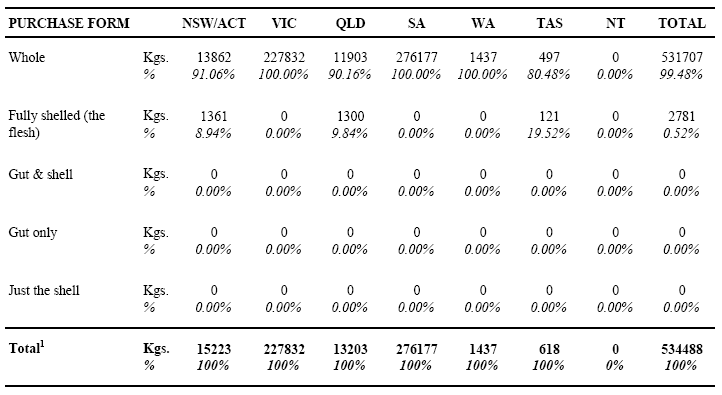 PURCHASE FORM NSW/ACT VIC QLD SA WA TAS NT TOTAL
Whole Kgs. 13862 227832 11903 276177 1437 497 0 531707
% 91.06% 100.00% 90.16% 100.00% 100.00% 80.48% 0.00% 99.48%
Fully shelled (the Kgs. 1361 0 1300 0 0 121 0 2781
flesh) % 8.94% 0.00% 9.84% 0.00% 0.00% 19.52% 0.00% 0.52%
Gut & shell Kgs. 0 0 0 0 0 0 0 0
% 0.00% 0.00% 0.00% 0.00% 0.00% 0.00% 0.00% 0.00%
Gut only Kgs. 0 0 0 0 0 0 0 0
% 0.00% 0.00% 0.00% 0.00% 0.00% 0.00% 0.00% 0.00%
Just the shell Kgs. 0 0 0 0 0 0 0 0
% 0.00% 0.00% 0.00% 0.00% 0.00% 0.00% 0.00% 0.00%
Total1 Kgs. 15223 227832 13203 276177 1437 618 0 534488
% 100% 100% 100% 100% 100% 100% 0% 100%